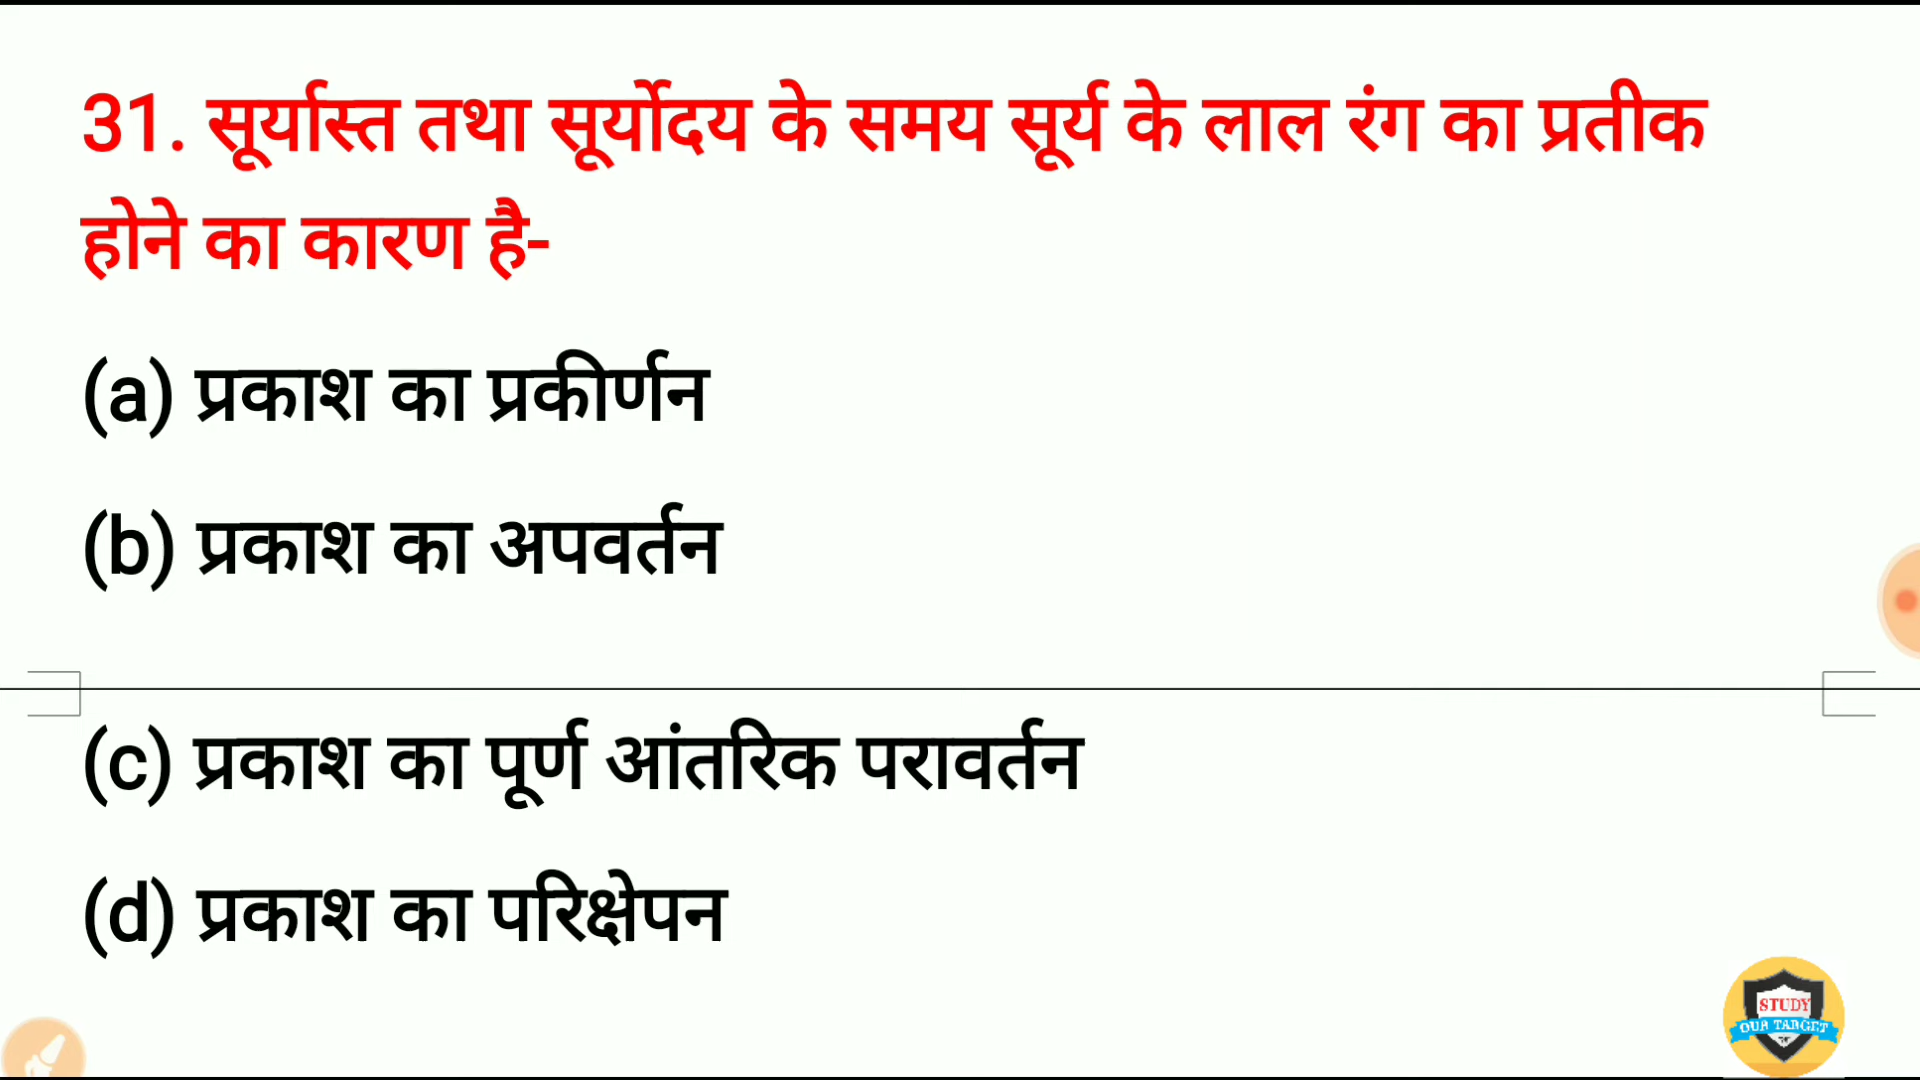 31. सूर्यास्त तथा सूर्योदय के समय सूर्य के लाल रंग का प्रतीक
होने का कारण है-
(a) प्रकाश का प्रकीर्णन
(b) प्रकाश का अपवर्तन
(c) प्रकाश का पूर्ण आंतरिक परावर्तन
(d) प्रकाश का परिक्षेपन
STUDY
OUR TARGET